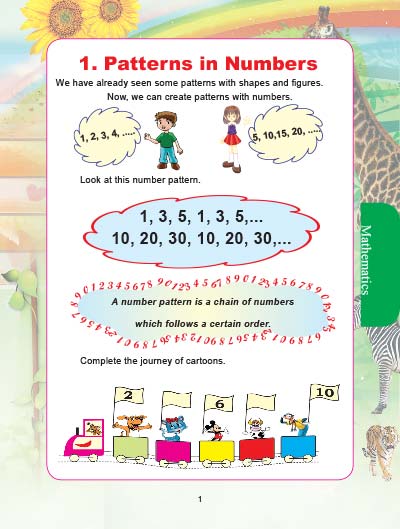 1. Patterns in Numbers
We have already seen some patterns with shapes and figures.
Now, we can create patterns with numbers.
1, 2, 3, 4, .....
5, 10,15, 20, .....
Look at this number pattern.
1, 3, 5, 1, 3, 5,...
10, 20, 30, 10, 20, 30,...
A number pattern is a chain of numbers
which follows a certain order.
Complete the journey of cartoons.
2
6
10
Mathematics
1